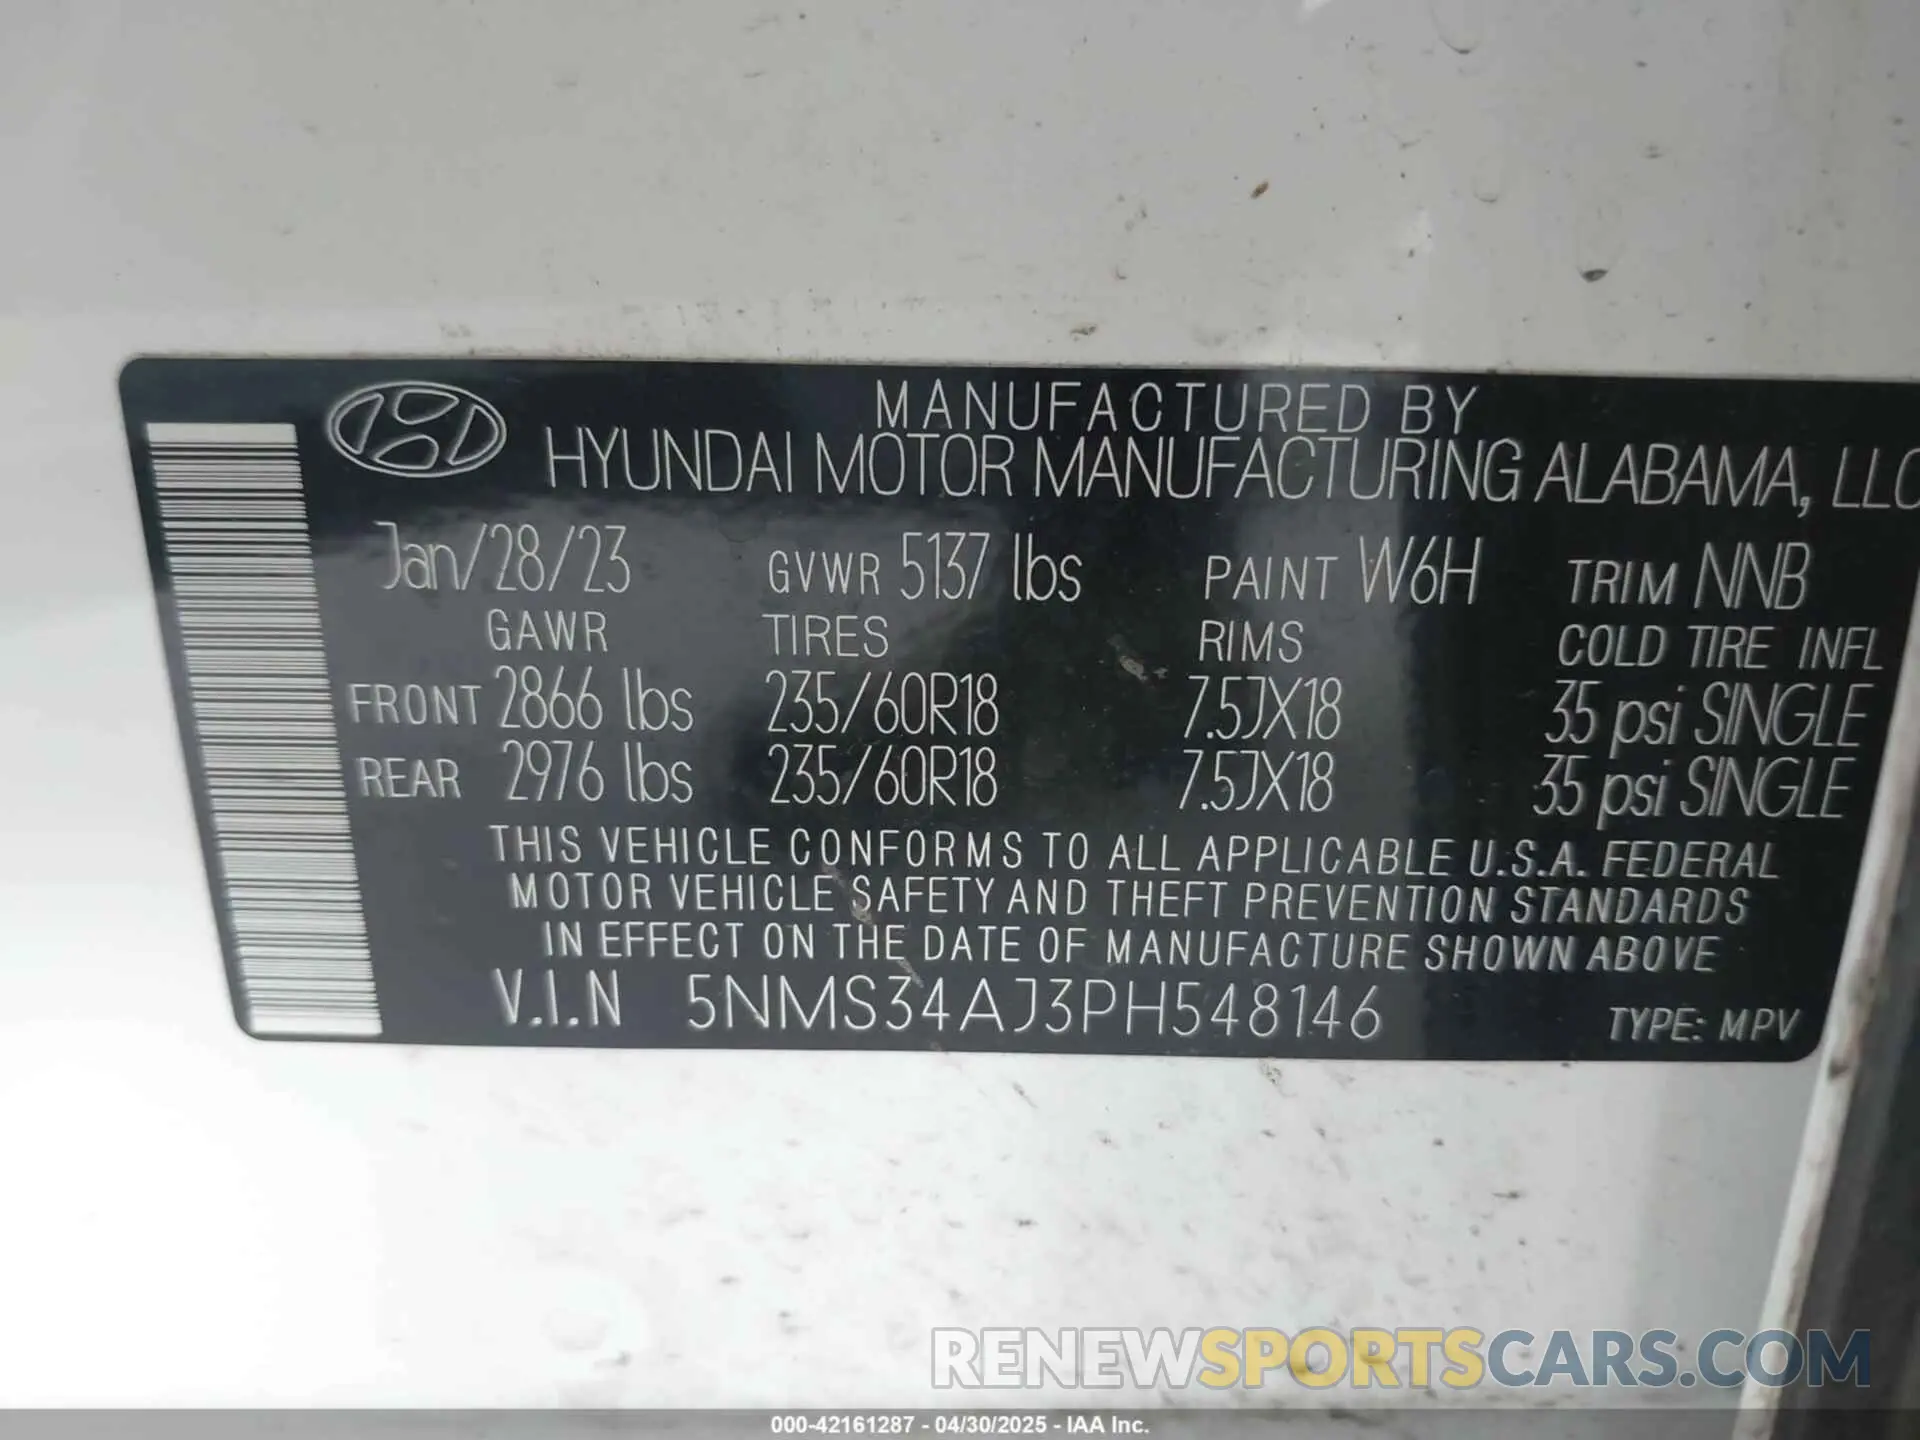 MANUFACTURED BY
HYUNDAI MOTOR MANUFACTURING ALABAMA, LLC
Jan/28/23 GVWR 5137 lbs PAINT W6H TRIM NNB
GAWR TIRES RIMS COLD TIRE INFL
FRONT 2866 lbs 235/60R18 7.5JX18 35 psi SINGLE
REAR 2976 lbs 235/60R18 7.5JX18 35 psi SINGLE
THIS VEHICLE CONFORMS TO ALL APPLICABLE U.S.A. FEDERAL
MOTOR VEHICLE SAFETY AND THEFT PREVENTION STANDARDS
IN EFFECT ON THE DATE OF MANUFACTURE SHOWN ABOVE
V.I.N 5NMS34AJ3PH548146 TYPE: MPV
RENEWSPORTSCARS.COM
000-42161287 - 04/30/2025 - IAA Inc.